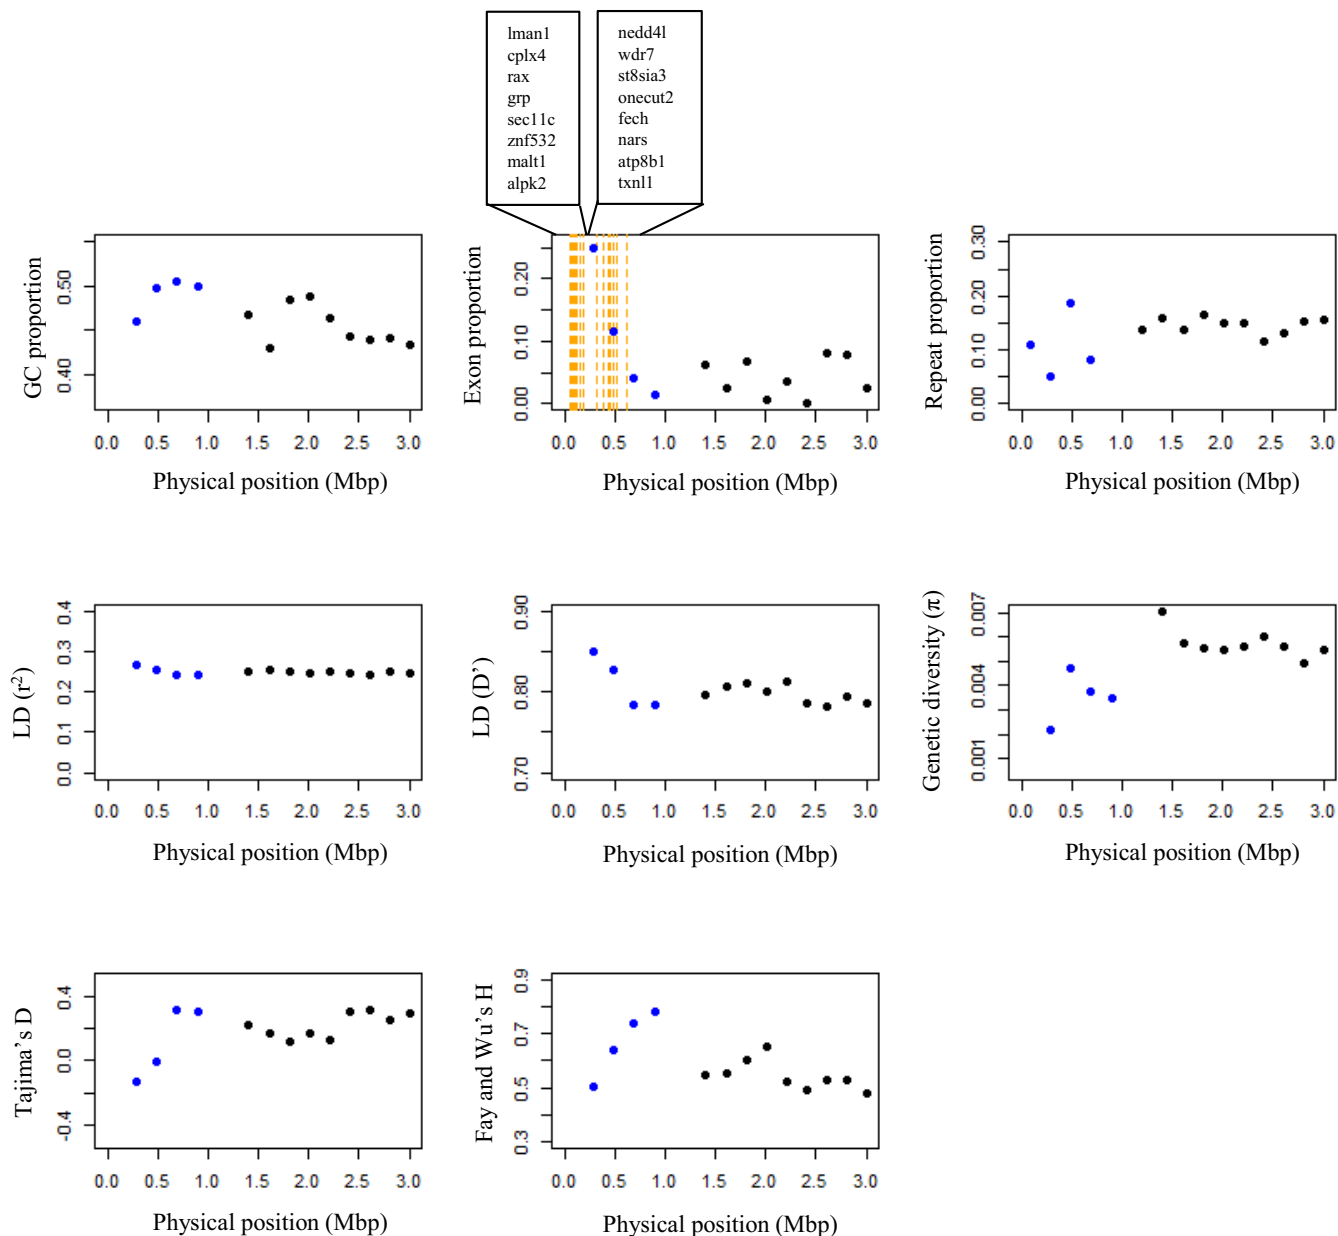 lman1
cplx4
rax
grp
sec11c
znf532
malt1
alpk2
nedd4l
wdr7
st8sia3
onecut2
fech
nars
atp8b1
txnl1
GC proportion
0.40 0.50
0.0 0.5 1.0 1.5 2.0 2.5 3.0
Physical position (Mbp)
Exon proportion
0.00 0.10 0.20
0.0 0.5 1.0 1.5 2.0 2.5 3.0
Physical position (Mbp)
Repeat proportion
0.00 0.10 0.20 0.30
0.0 0.5 1.0 1.5 2.0 2.5 3.0
Physical position (Mbp)
LD (r²)
0.0 0.1 0.2 0.3 0.4
0.0 0.5 1.0 1.5 2.0 2.5 3.0
Physical position (Mbp)
LD (D’)
0.70 0.80 0.90
0.0 0.5 1.0 1.5 2.0 2.5 3.0
Physical position (Mbp)
Genetic diversity (π)
0.001 0.004 0.007
0.0 0.5 1.0 1.5 2.0 2.5 3.0
Physical position (Mbp)
Tajima’s D
-0.4 0.0 0.4
0.0 0.5 1.0 1.5 2.0 2.5 3.0
Physical position (Mbp)
Fay and Wu’s H
0.3 0.5 0.7 0.9
0.0 0.5 1.0 1.5 2.0 2.5 3.0
Physical position (Mbp)